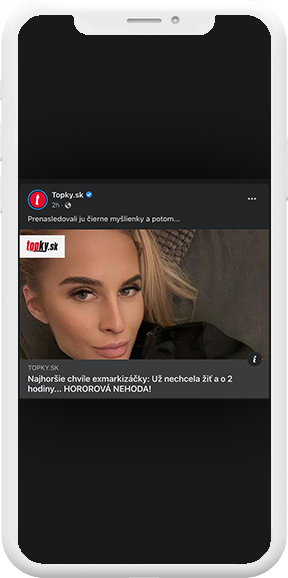 Topky.sk
2h ·
Prenasledovali ju čierne myšlienky a potom...
topky.sk
TOPKY.SK
Najhoršie chvíle exmarkizáčky: Už nechcela žiť a o 2
hodiny... HOROROVÁ NEHODA!